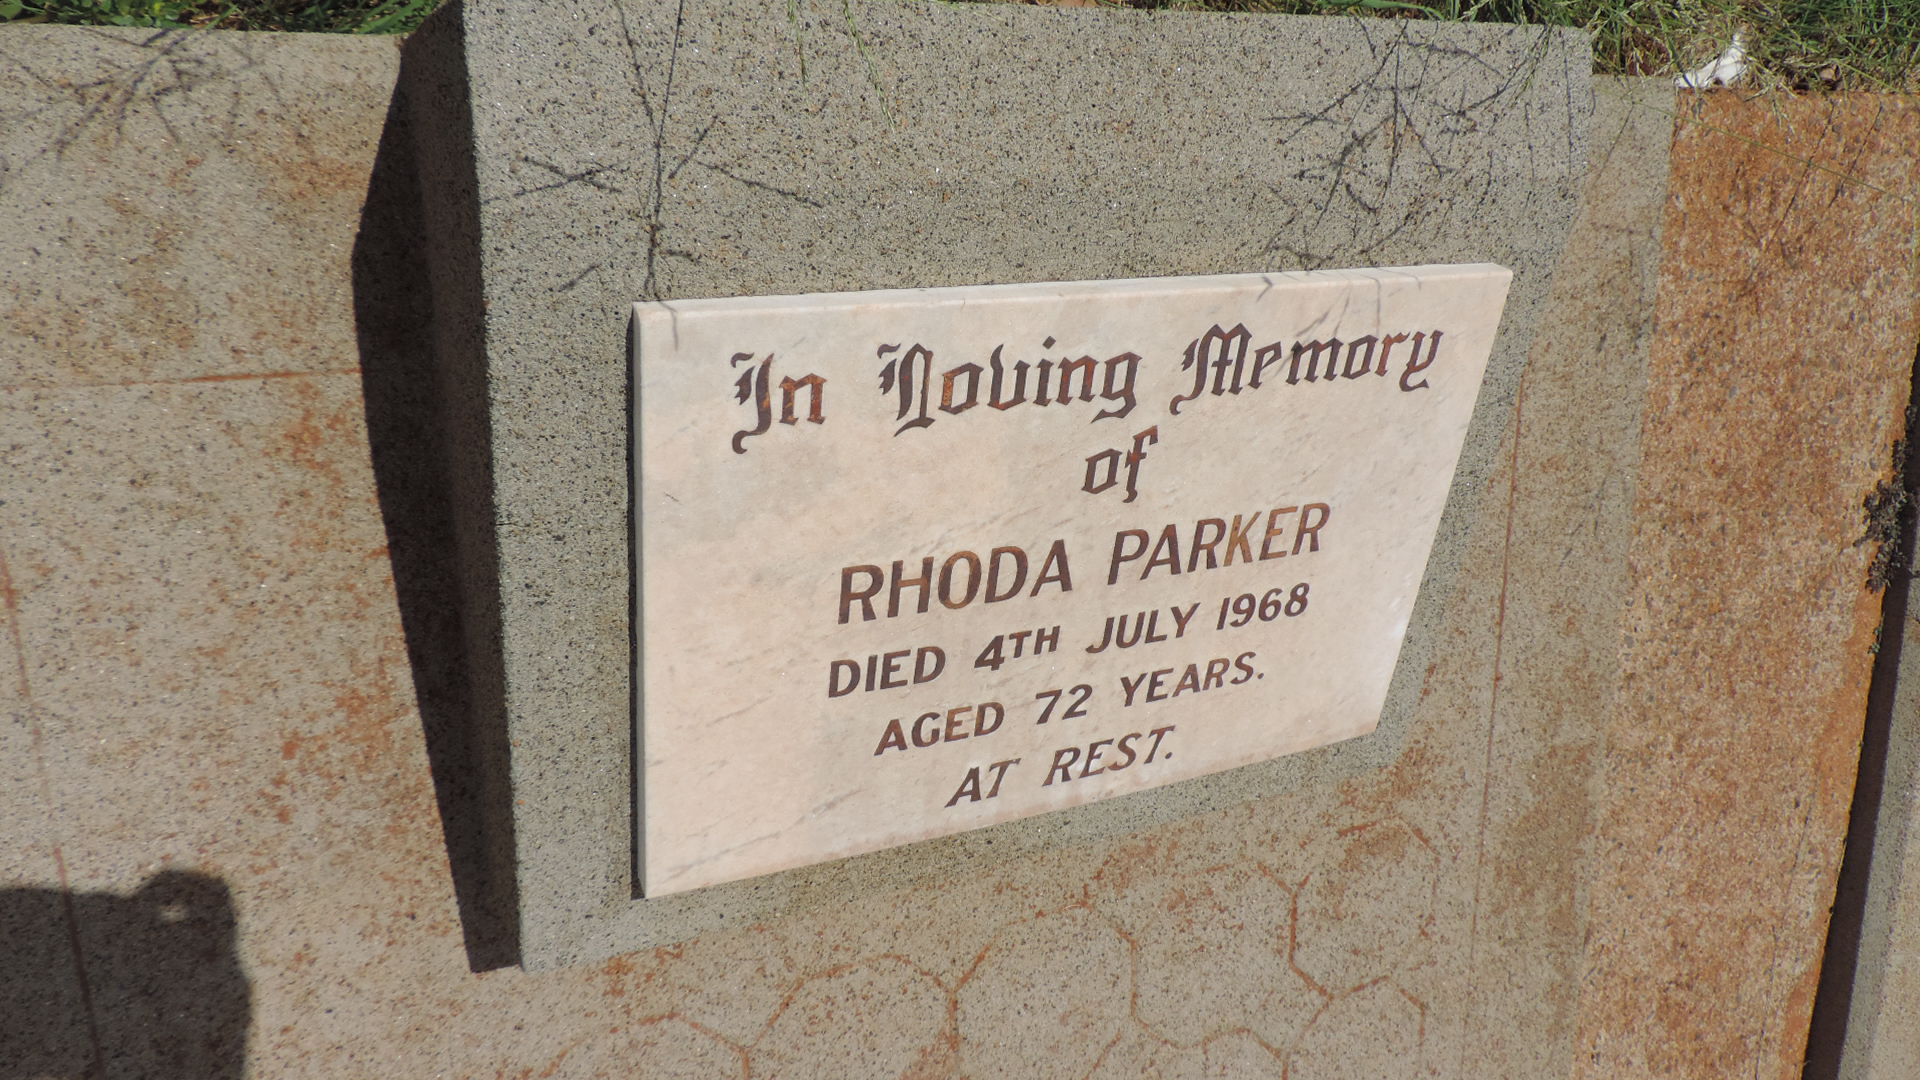 In Loving Memory
of
RHODA PARKER
DIED 4TH JULY 1968
AGED 72 YEARS.
AT REST.